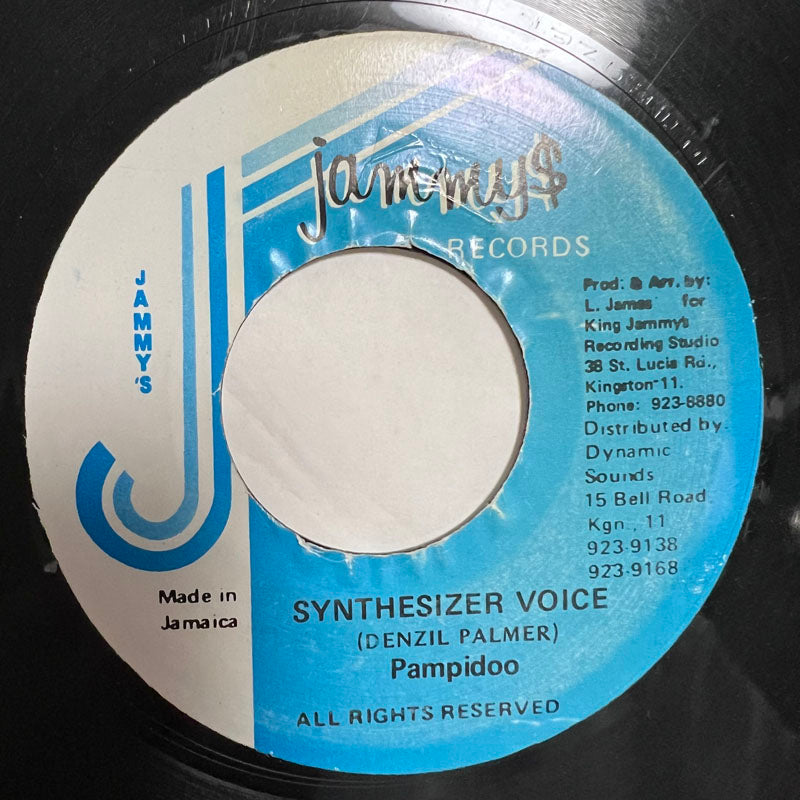 jammy$
RECORDS
JAMMY'S
Prod: & Arr. by:
L. James for
King Jammy's
Recording Studio
38 St. Lucia Rd.,
Kingston 11.
Phone: 923-8880
Distributed by:
Dynamic
Sounds
15 Bell Road
Kgn., 11
923-9138
923-9168
Made in
Jamaica
SYNTHESIZER VOICE
(DENZIL PALMER)
Pampidoo
ALL RIGHTS RESERVED